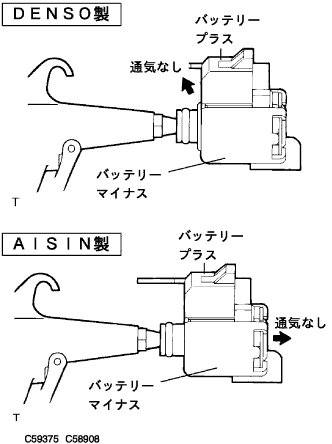 DENSO製
バッテリー
プラス
通気なし
バッテリー
マイナス
T
AISIN製
バッテリー
プラス
通気なし
バッテリー
マイナス
T
C59375 C58908